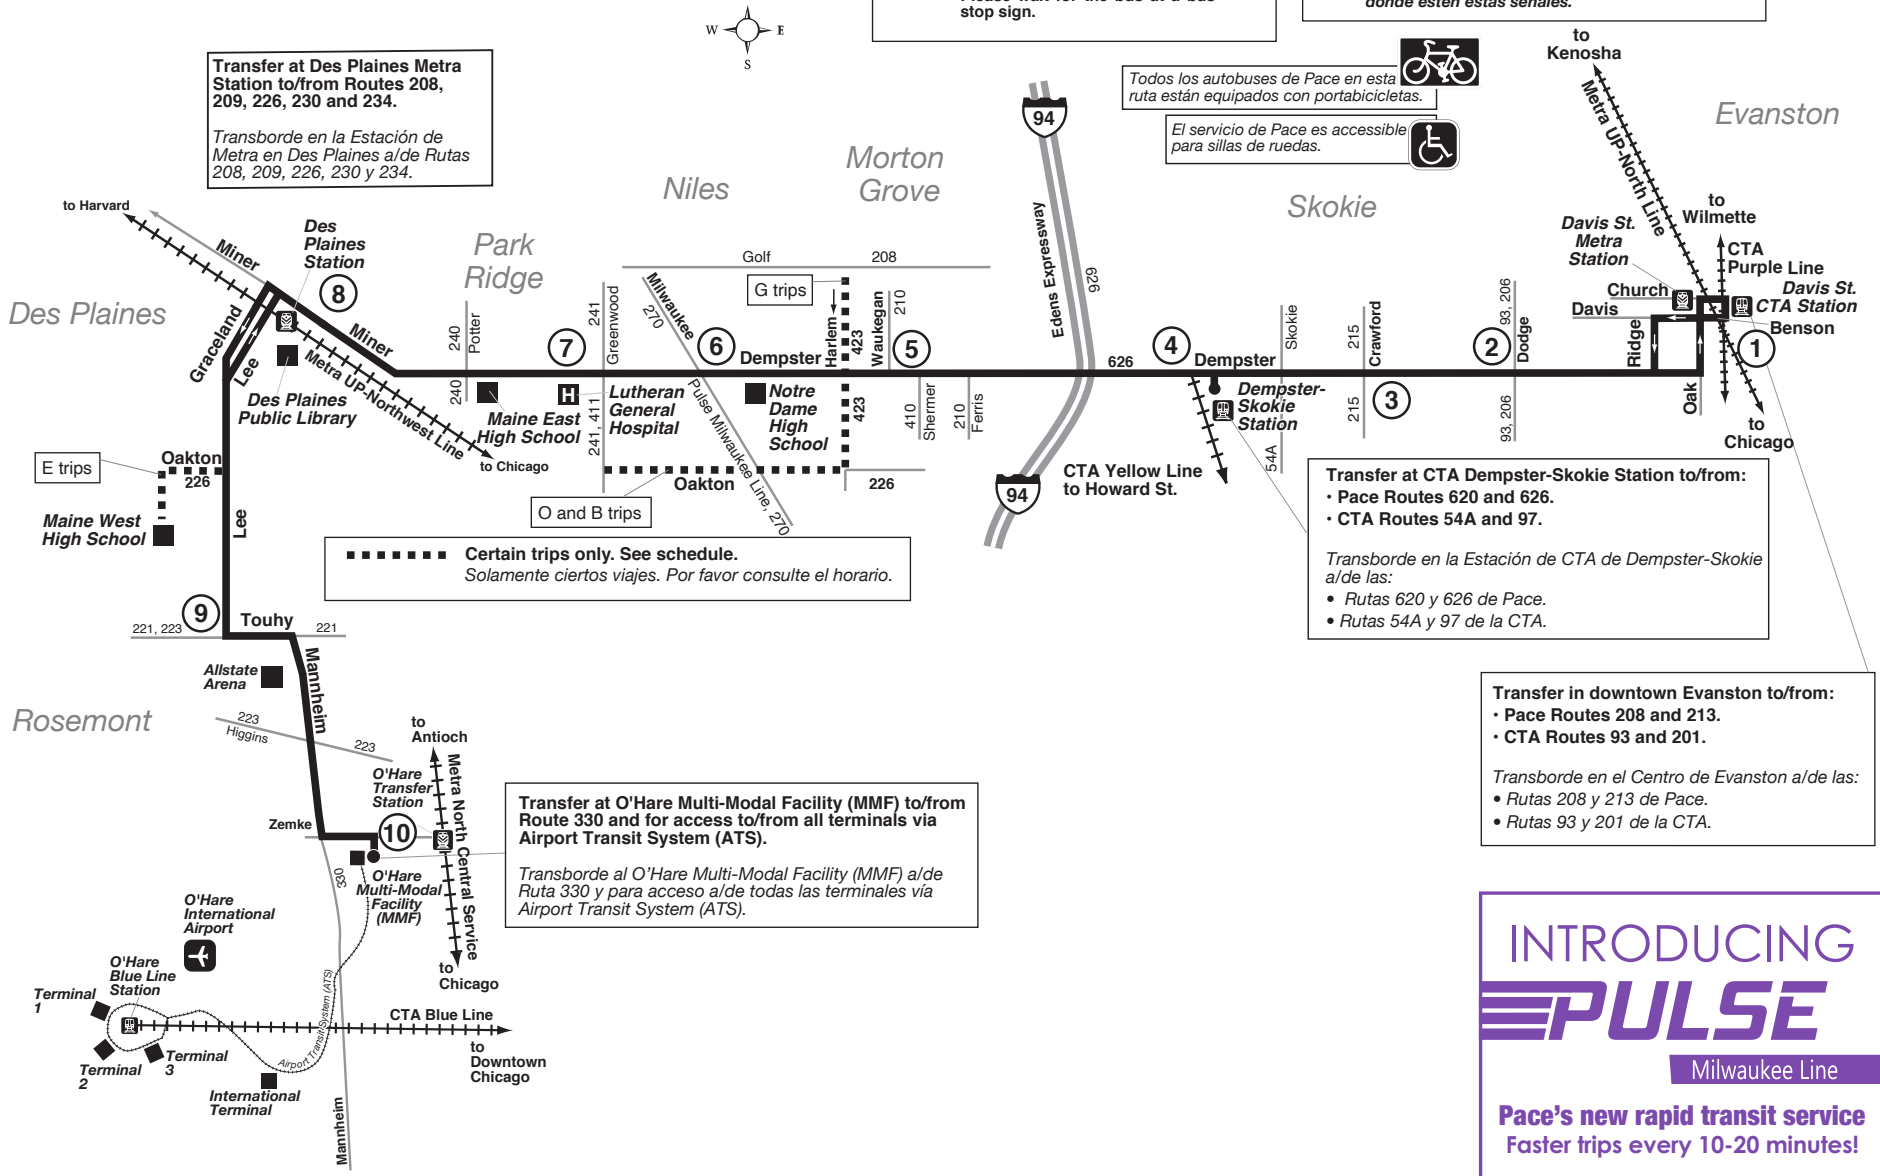 W
E
S
stop sign.
donde estén estas señales.
Transfer at Des Plaines Metra
Station to/from Routes 208,
209, 226, 230 and 234.
Transborde en la Estación de
Metra en Des Plaines a/de Rutas
208, 209, 226, 230 y 234.
Todos los autobuses de Pace en esta
ruta están equipados con portabicicletas.
El servicio de Pace es accessible
para sillas de ruedas.
to
Kenosha
Metra UP-North Line
Evanston
Skokie
Morton
Grove
Niles
Park
Ridge
Des Plaines
Rosemont
to Harvard
Miner
Des
Plaines
Station
8
Miner
Graceland
Lee
Des Plaines
Public Library
Metra UP-Northwest Line
to Chicago
240
Potter
240
Maine East
High School
7
241
Greenwood
241, 411
H
Lutheran
General
Hospital
Golf
208
Milwaukee
270
Pulse Milwaukee Line, 270
6
Dempster
Notre
Dame
High
School
G trips
Harlem
423
423
Waukegan
210
5
410
Shermer
210
Ferris
Oakton
226
O and B trips
94
Edens Expressway
626
94
626
4
Dempster
Dempster-
Skokie
Station
CTA Yellow Line
to Howard St.
Skokie
54A
215
Crawford
215
3
2
93, 206
Dodge
93, 206
Davis St.
Metra
Station
to
Wilmette
CTA
Purple Line
Davis St.
CTA Station
Church
Davis
Benson
Ridge
Oak
1
to
Chicago
E trips
Oakton
226
Maine West
High School
Lee
Certain trips only. See schedule.
Solamente ciertos viajes. Por favor consulte el horario.
Transfer at CTA Dempster-Skokie Station to/from:
· Pace Routes 620 and 626.
· CTA Routes 54A and 97.
Transborde en la Estación de CTA de Dempster-Skokie
a/de las:
• Rutas 620 y 626 de Pace.
• Rutas 54A y 97 de la CTA.
9
Touhy
221, 223
221
Allstate
Arena
Mannheim
223
Higgins
223
to
Antioch
Metra North Central Service
O'Hare
Transfer
Station
Zemke
10
330
O'Hare
Multi-Modal
Facility
(MMF)
to
Chicago
Transfer at O'Hare Multi-Modal Facility (MMF) to/from
Route 330 and for access to/from all terminals via
Airport Transit System (ATS).
Transborde al O'Hare Multi-Modal Facility (MMF) a/de
Ruta 330 y para acceso a/de todas las terminales vía
Airport Transit System (ATS).
Transfer in downtown Evanston to/from:
· Pace Routes 208 and 213.
· CTA Routes 93 and 201.
Transborde en el Centro de Evanston a/de las:
• Rutas 208 y 213 de Pace.
• Rutas 93 y 201 de la CTA.
O'Hare
International
Airport
O'Hare
Blue Line
Station
Terminal
1
Terminal
2
Terminal
3
International
Terminal
Airport Transit System (ATS)
Airport Transit System (ATS)
CTA Blue Line
to
Downtown
Chicago
Mannheim
INTRODUCING
PULSE
Milwaukee Line
Pace's new rapid transit service
Faster trips every 10-20 minutes!